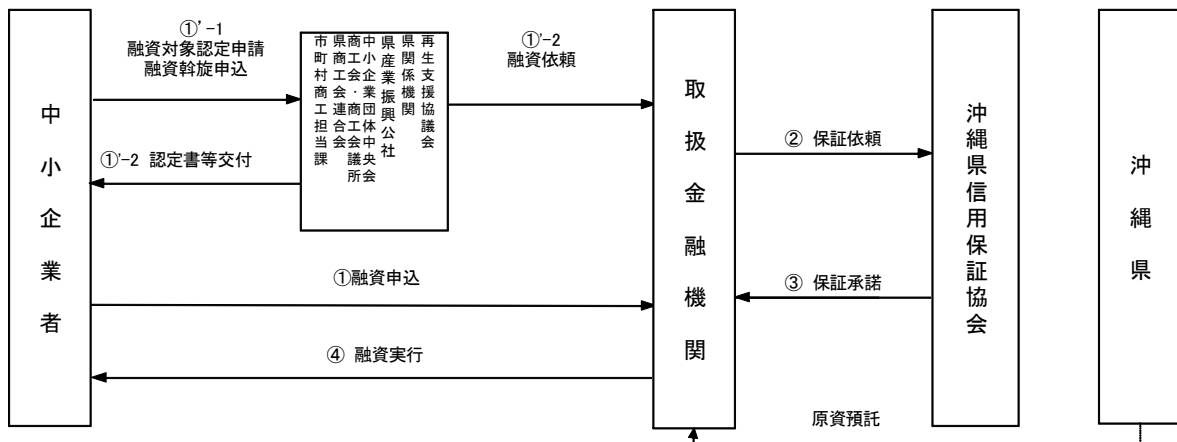 中小企業者
①'-1
融資対象認定申請
融資斡旋申込
①'-2 認定書等交付
再生支援協議会
県関係機関
県産業振興公社
中小企業団体中央会
商工会・商工会議所
県商工会連合会
市町村商工担当課
①'-2
融資依頼
①融資申込
④ 融資実行
取扱金融機関
② 保証依頼
③ 保証承諾
原資預託
沖縄県信用保証協会
沖縄県